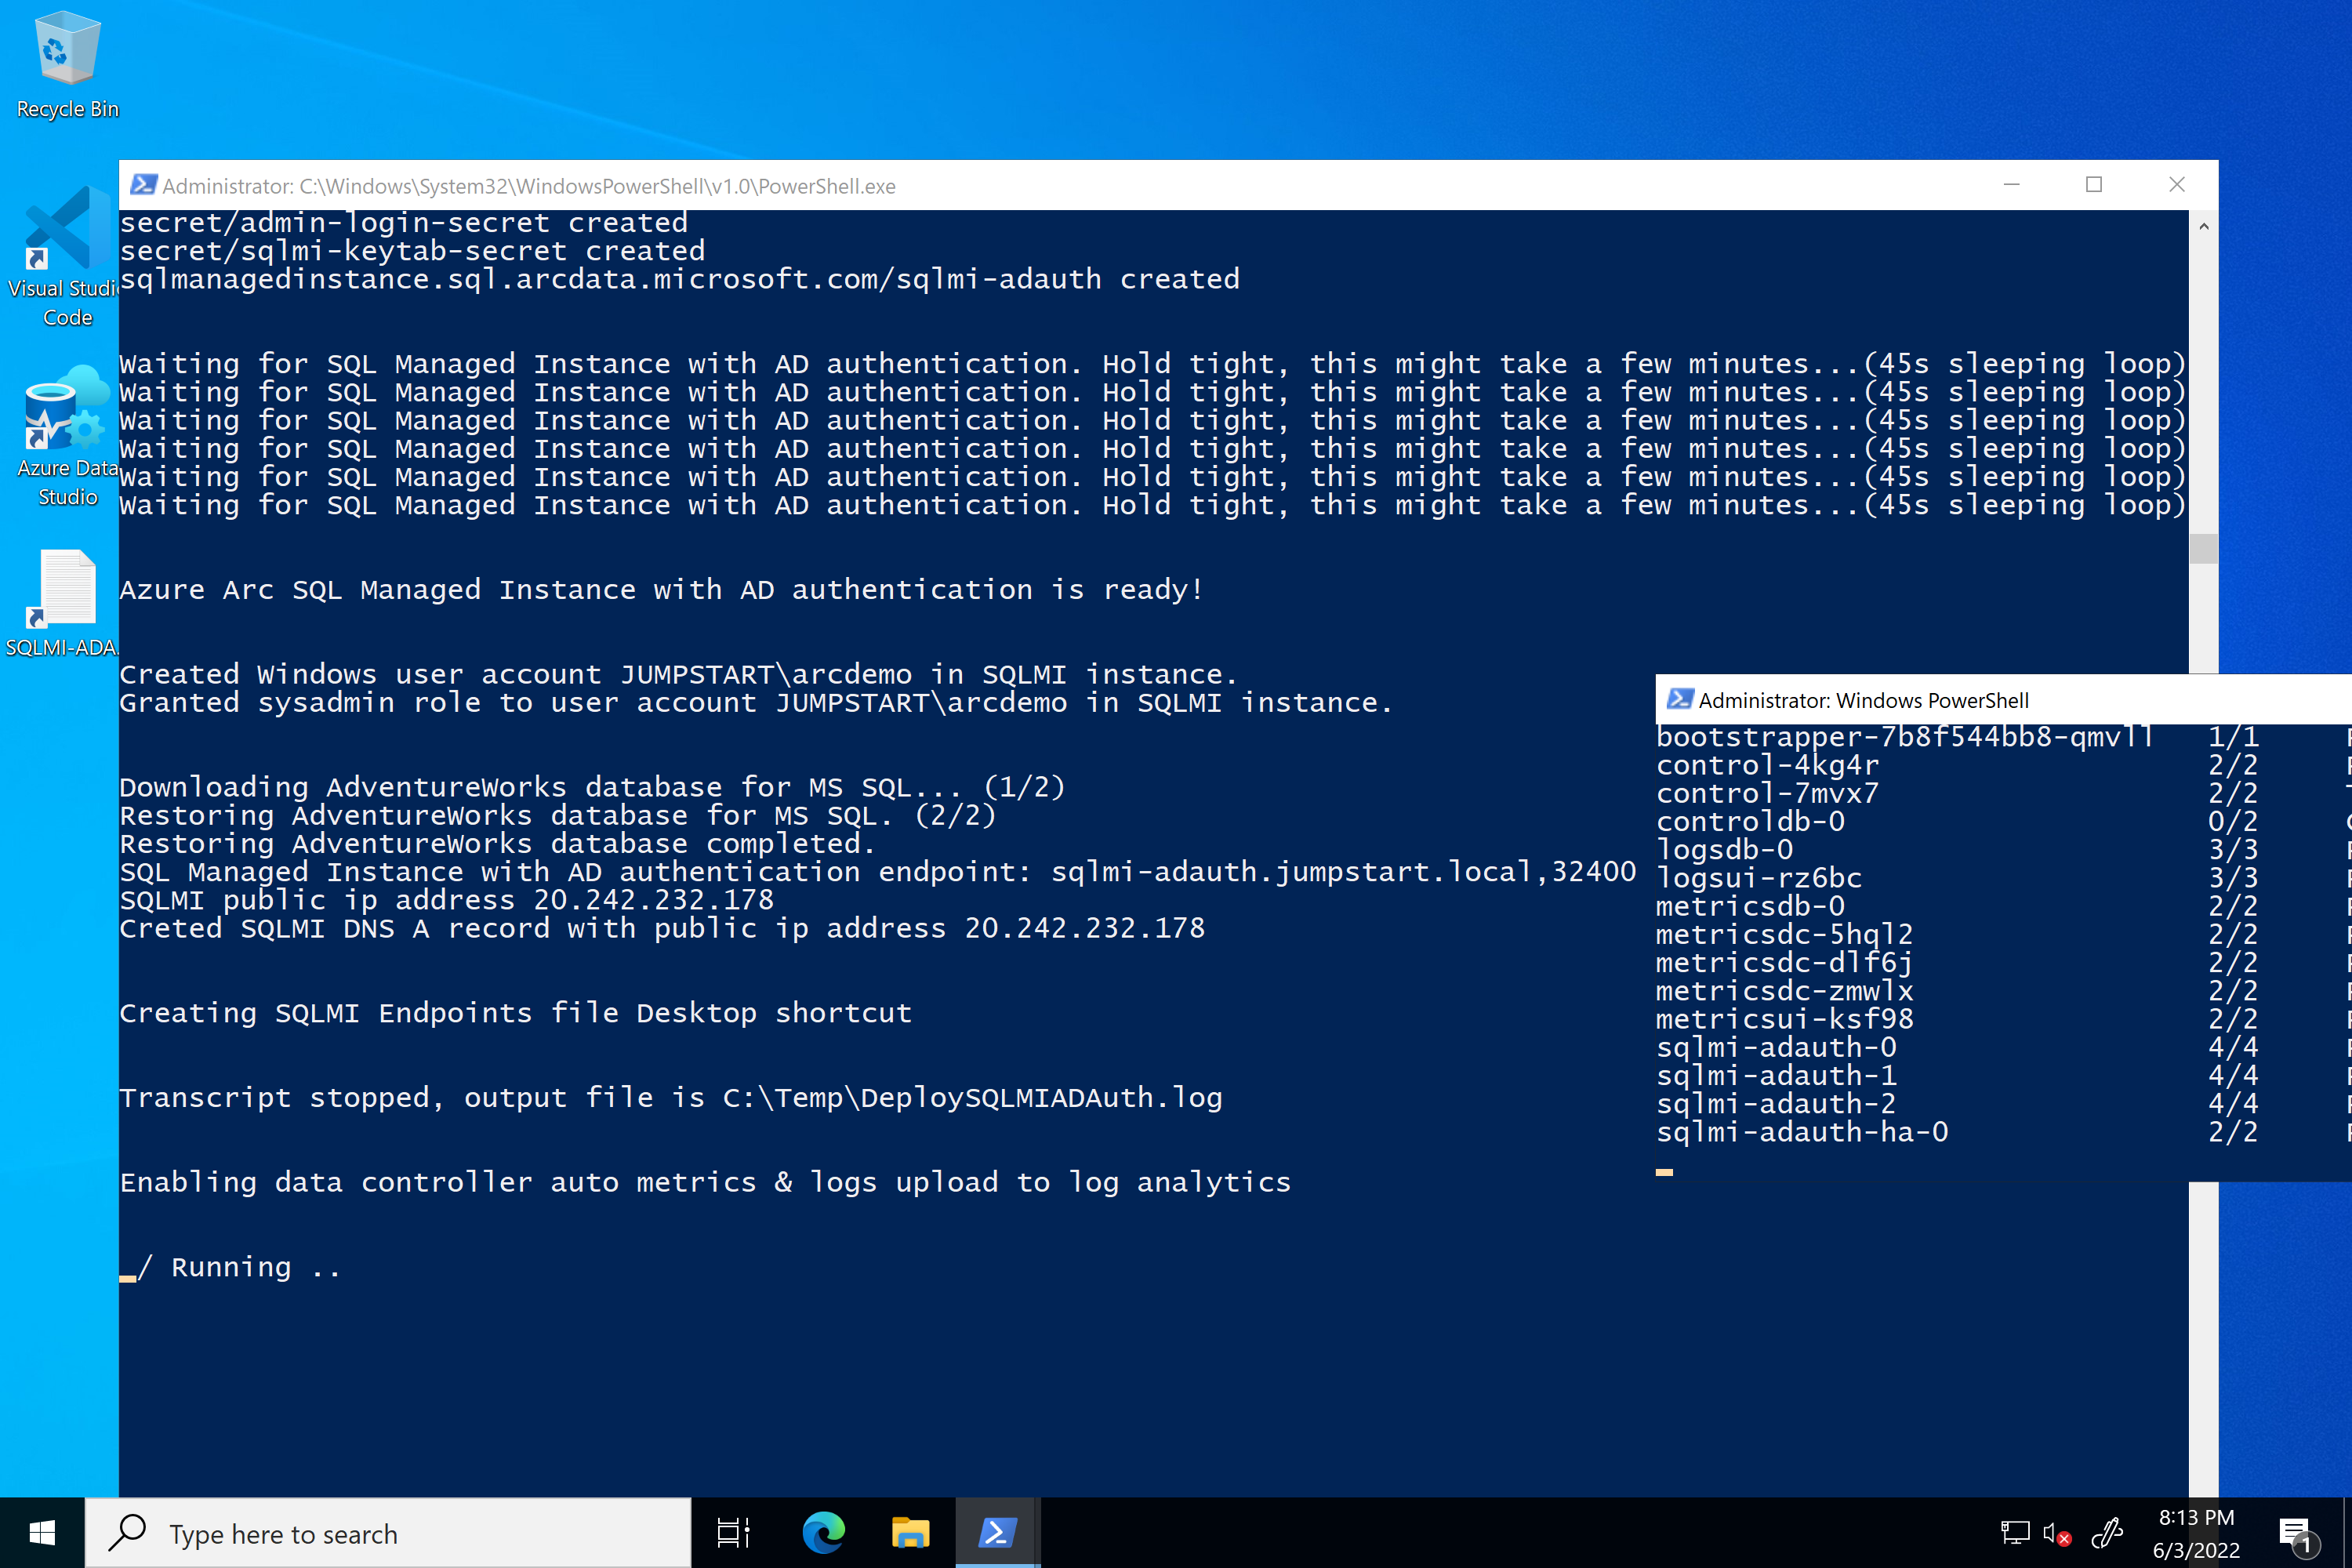 Recycle Bin
Visual Studi
Code
Azure Data
Studio
SQLMI-ADA.
Administrator: C:\Windows\System32\WindowsPowerShell\v1.0\PowerShell.exe
secret/admin-login-secret created
secret/sqlmi-keytab-secret created
sqlmanagedinstance.sql.arcdata.microsoft.com/sqlmi-adauth created
Waiting for SQL Managed Instance with AD authentication. Hold tight, this might take a few minutes...(45s sleeping loop)
Waiting for SQL Managed Instance with AD authentication. Hold tight, this might take a few minutes...(45s sleeping loop)
Waiting for SQL Managed Instance with AD authentication. Hold tight, this might take a few minutes...(45s sleeping loop)
Waiting for SQL Managed Instance with AD authentication. Hold tight, this might take a few minutes...(45s sleeping loop)
Waiting for SQL Managed Instance with AD authentication. Hold tight, this might take a few minutes...(45s sleeping loop)
Waiting for SQL Managed Instance with AD authentication. Hold tight, this might take a few minutes...(45s sleeping loop)
Azure Arc SQL Managed Instance with AD authentication is ready!
Created Windows user account JUMPSTART\arcdemo in SQLMI instance.
Granted sysadmin role to user account JUMPSTART\arcdemo in SQLMI instance.
Downloading AdventureWorks database for MS SQL... (1/2)
Restoring AdventureWorks database for MS SQL. (2/2)
Restoring AdventureWorks database completed.
SQL Managed Instance with AD authentication endpoint: sqlmi-adauth.jumpstart.local,32400
SQLMI public ip address 20.242.232.178
Creted SQLMI DNS A record with public ip address 20.242.232.178
Creating SQLMI Endpoints file Desktop shortcut
Transcript stopped, output file is C:\Temp\DeploySQLMIADAuth.log
Enabling data controller auto metrics & logs upload to log analytics
/ Running ..
Administrator: Windows PowerShell
bootstrapper-7b8f544bb8-qmvll 1/1
control-4kg4r 2/2
control-7mvx7 2/2
controldb-0 0/2
logsdb-0 3/3
logsui-rz6bc 3/3
metricsdb-0 2/2
metricsdc-5hql2 2/2
metricsdc-dlf6j 2/2
metricsdc-zmwlx 2/2
metricsui-ksf98 2/2
sqlmi-adauth-0 4/4
sqlmi-adauth-1 4/4
sqlmi-adauth-2 4/4
sqlmi-adauth-ha-0 2/2
Type here to search
8:13 PM
6/3/2022
1